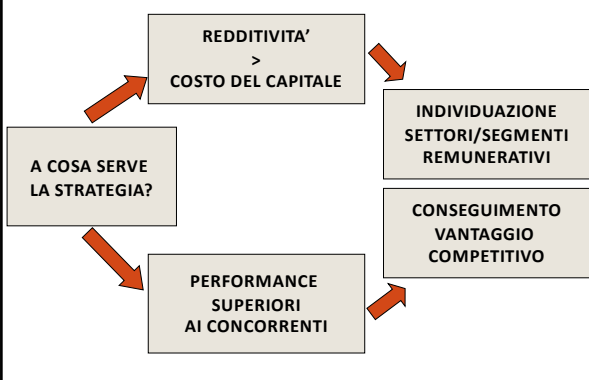 REDDITIVITA'
>
COSTO DEL CAPITALE
A COSA SERVE
LA STRATEGIA?
INDIVIDUAZIONE
SETTORI/SEGMENTI
REMUNERATIVI
CONSEGUIMENTO
VANTAGGIO
COMPETITIVO
PERFORMANCE
SUPERIORI
AI CONCORRENTI